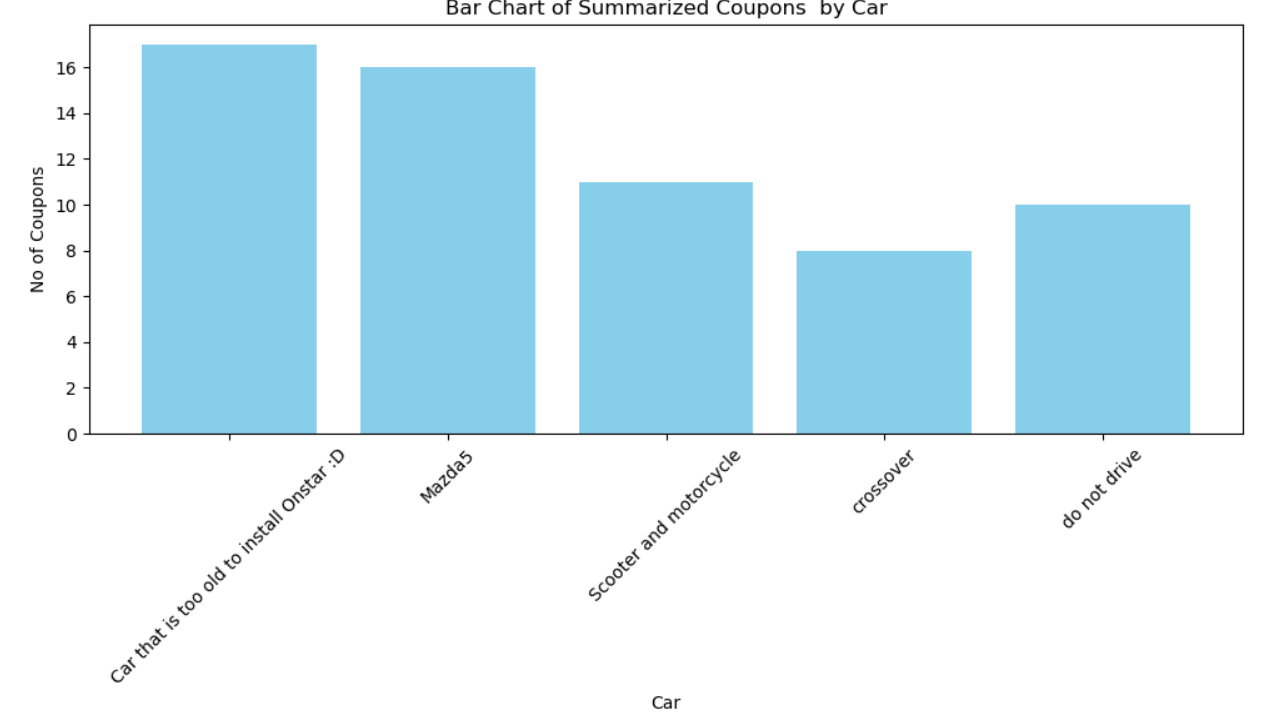 Bar Chart of Summarized Coupons  by Car
No of Coupons
16
14
12
10
8
6
4
2
0
Car that is too old to install Onstar :D
Mazda5
Scooter and motorcycle
crossover
do not drive
Car